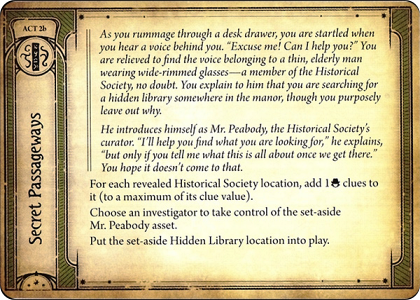 ACT 2b
Secret Passageways
As you rummage through a desk drawer, you are startled when
you hear a voice behind you. “Excuse me! Can I help you?” You
are relieved to find the voice belonging to a thin, elderly man
wearing wide-rimmed glasses—a member of the Historical
Society, no doubt. You explain to him that you are searching for
a hidden library somewhere in the manor, though you purposely
leave out why.
He introduces himself as Mr. Peabody, the Historical Society’s
curator. “I’ll help you find what you are looking for,” he explains,
“but only if you tell me what this is all about once we get there.”
You hope it doesn’t come to that.
For each revealed Historical Society location, add 1 clues to
it (to a maximum of its clue value).
Choose an investigator to take control of the set-aside
Mr. Peabody asset.
Put the set-aside Hidden Library location into play.